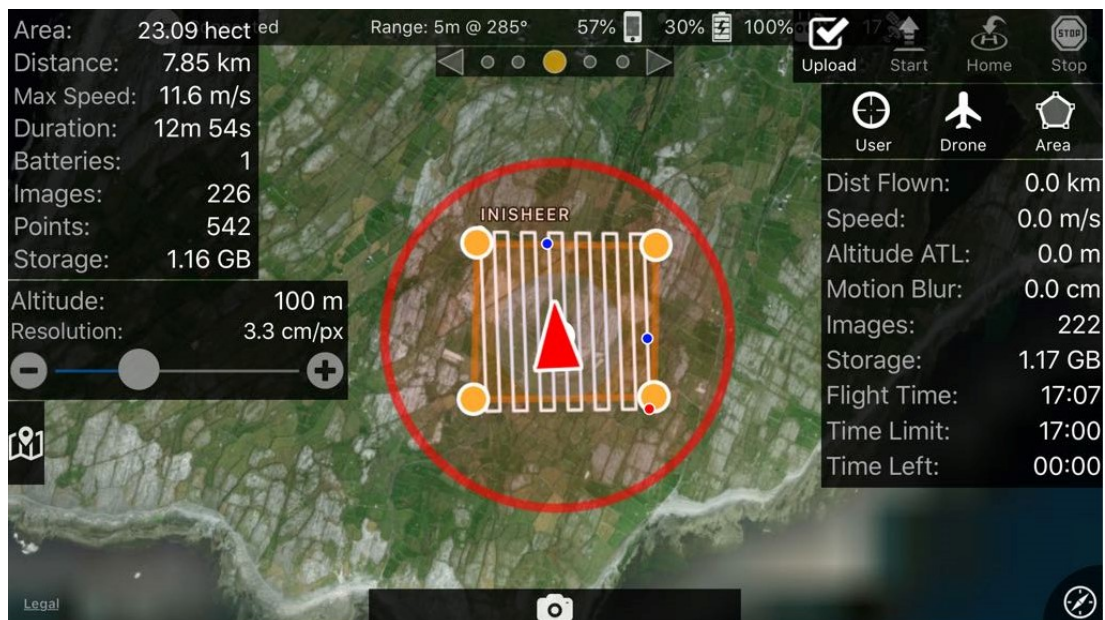 Area: 23.09 hect
Distance: 7.85 km
Max Speed: 11.6 m/s
Duration: 12m 54s
Batteries: 1
Images: 226
Points: 542
Storage: 1.16 GB
Altitude: 100 m
Resolution: 3.3 cm/px
Range: 5m @ 285° 57% 30% 100% 17
Upload Start Home STOP Stop
User Drone Area
Dist Flown: 0.0 km
Speed: 0.0 m/s
Altitude ATL: 0.0 m
Motion Blur: 0.0 cm
Images: 222
Storage: 1.17 GB
Flight Time: 17:07
Time Limit: 17:00
Time Left: 00:00
INISHEER
H
Legal